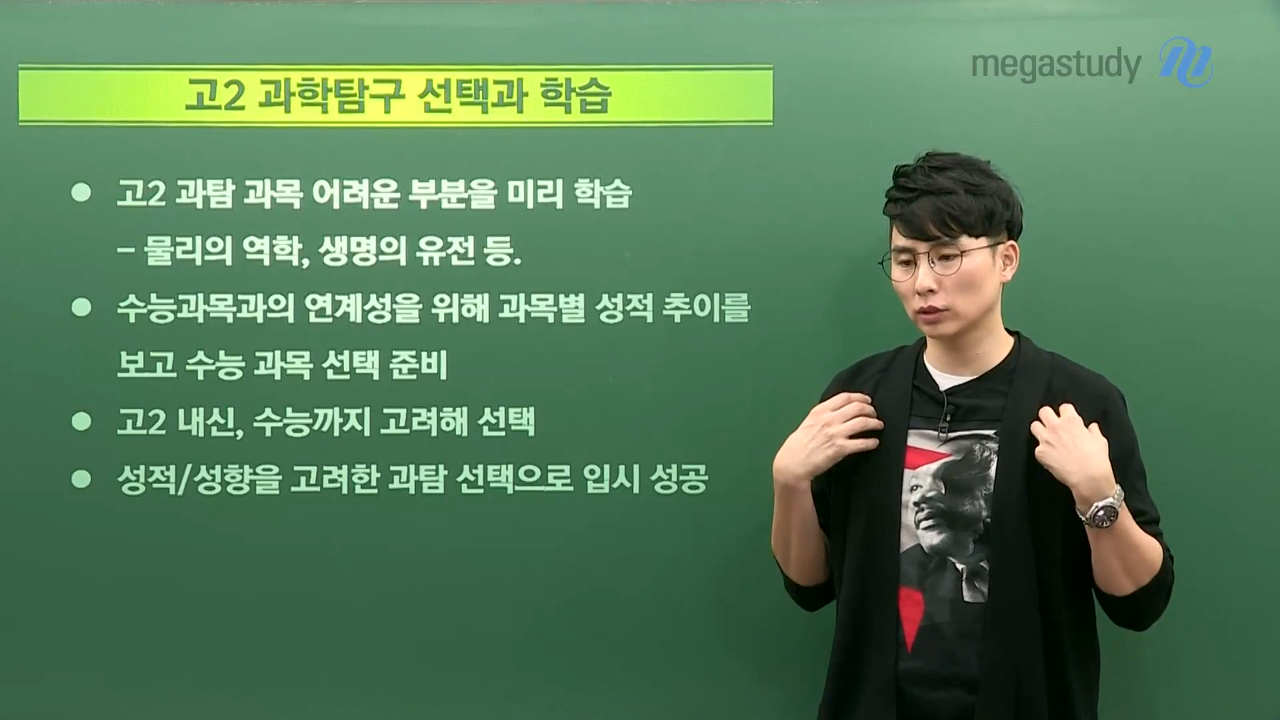 megastudy
고2 과학탐구 선택과 학습
● 고2 과탐 과목 어려운 부분을 미리 학습
– 물리의 역학, 생명의 유전 등.
● 수능과목과의 연계성을 위해 과목별 성적 추이를
보고 수능 과목 선택 준비
● 고2 내신, 수능까지 고려해 선택
● 성적/성향을 고려한 과탐 선택으로 입시 성공